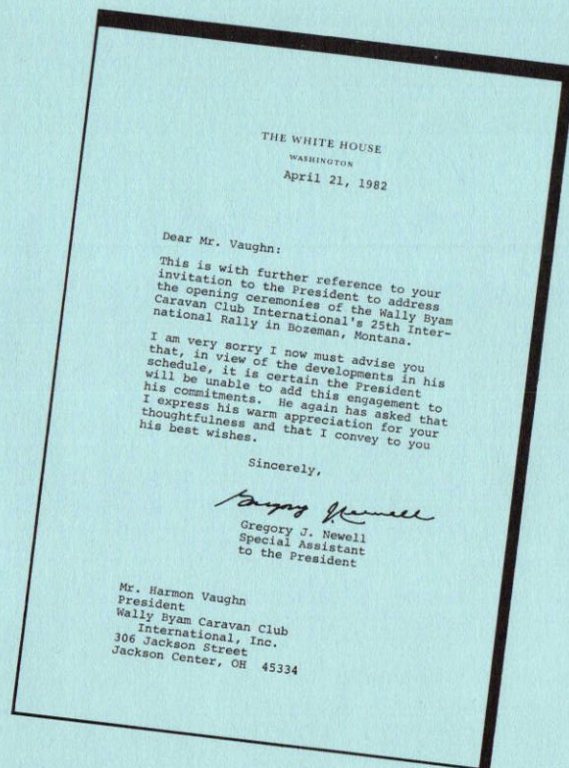 THE WHITE HOUSE
WASHINGTON
April 21, 1982
Dear Mr. Vaughn:
This is with further reference to your
invitation to the President to address
the opening ceremonies of the Wally Byam
Caravan Club International's 25th Inter-
national Rally in Bozeman, Montana.
I am very sorry I now must advise you
that, in view of the developments in his
schedule, it is certain the President
will be unable to add this engagement to
his commitments. He again has asked that
I express his warm appreciation for your
thoughtfulness and that I convey to you
his best wishes.
Sincerely,
Gregory J. Newell
Gregory J. Newell
Special Assistant
to the President
Mr. Harmon Vaughn
President
Wally Byam Caravan Club
International, Inc.
306 Jackson Street
Jackson Center, OH 45334